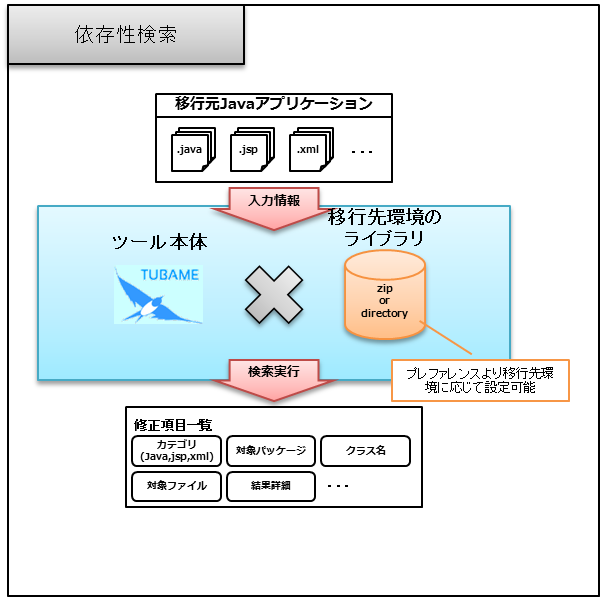 依存性検索
移行元Javaアプリケーション
.java
.jsp
.xml
・・・
入力情報
ツール本体
移行先環境の
ライブラリ
TUBAME
zip
or
directory
検索実行
プレファレンスより移行先環
境に応じて設定可能
修正項目一覧
カテゴリ
(Java,jsp,xml)
対象パッケージ
クラス名
対象ファイル
結果詳細
・・・